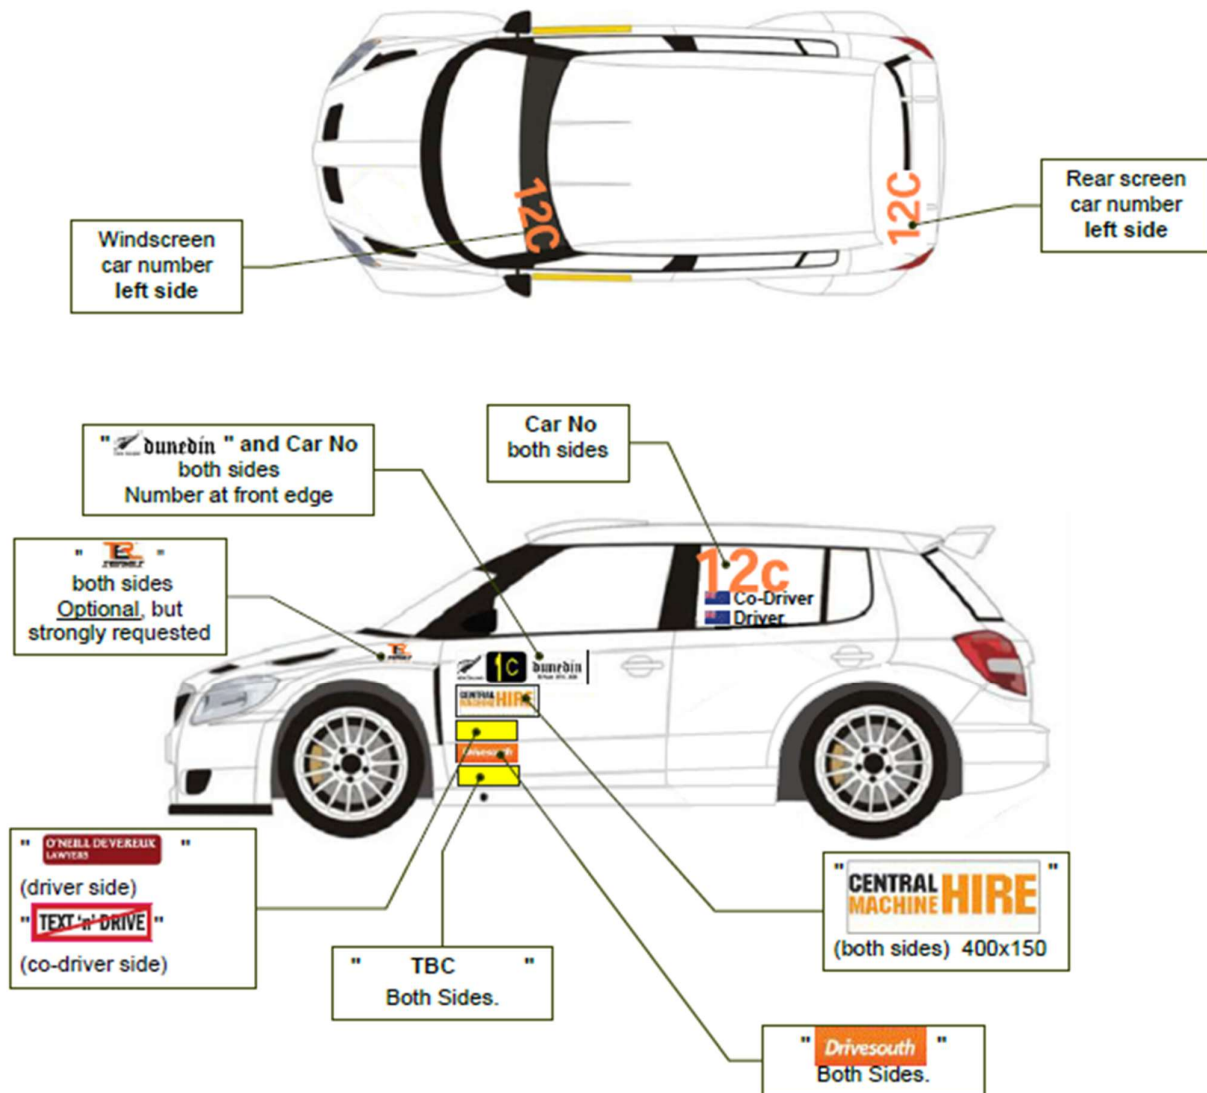 12C
12C
Rear screen
car number
left side
Windscreen
car number
left side
" dunedin " and Car No
both sides
Number at front edge
Car No
both sides
" "
both sides
Optional, but
strongly requested
12c
Co-Driver
Driver
1C dunedin
CENTRAL
MACHINE HIRE
Drivesouth
" O'NEILL DEVEREUX "
LAWYERS
(driver side)
" TEXT 'n' DRIVE "
(co-driver side)
" TBC "
Both Sides.
" CENTRAL "
MACHINE HIRE
(both sides) 400x150
" Drivesouth "
Both Sides.